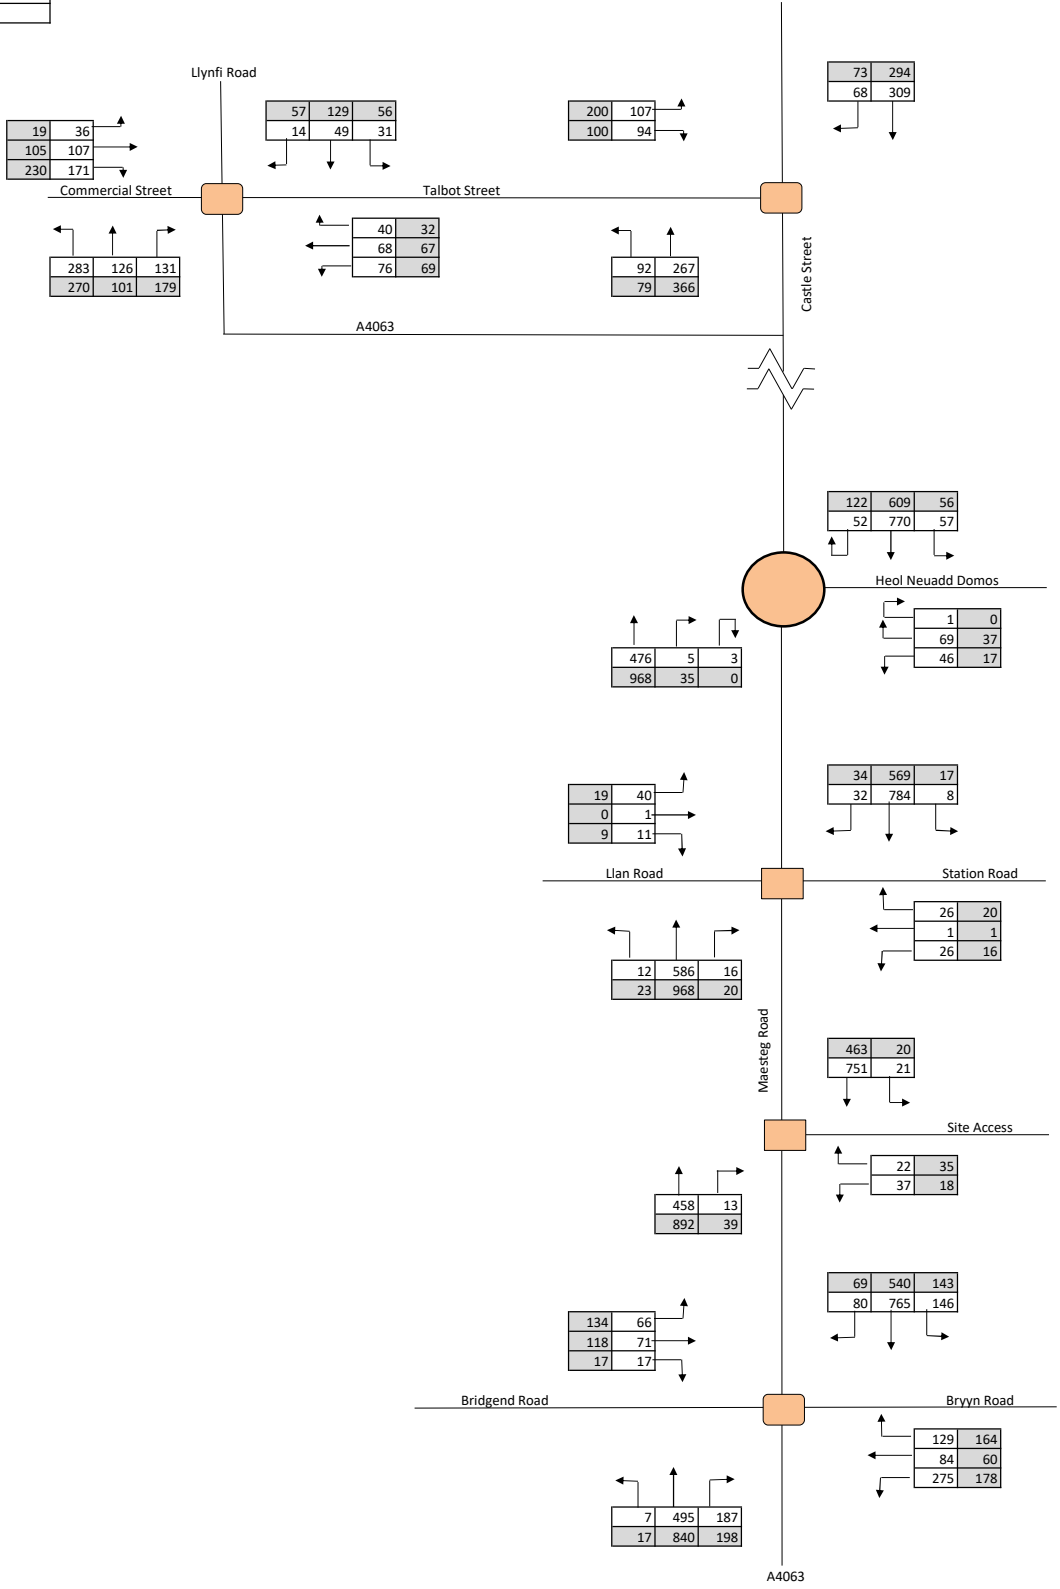 73 294
68 309
Llynfi Road
57 129 56
14 49 31
200 107
100 94
19 36
105 107
230 171
Commercial Street
Talbot Street
40 32
68 67
76 69
283 126 131
270 101 179
92 267
79 366
Castle Street
A4063
122 609 56
52 770 57
Heol Neuadd Domos
1 0
69 37
46 17
476 5 3
968 35 0
34 569 17
32 784 8
19 40
0 1
9 11
Llan Road
Station Road
26 20
1 1
26 16
12 586 16
23 968 20
Maesteg Road
463 20
751 21
Site Access
22 35
37 18
458 13
892 39
69 540 143
80 765 146
134 66
118 71
17 17
Bridgend Road
Bryyn Road
129 164
84 60
275 178
7 495 187
17 840 198
A4063